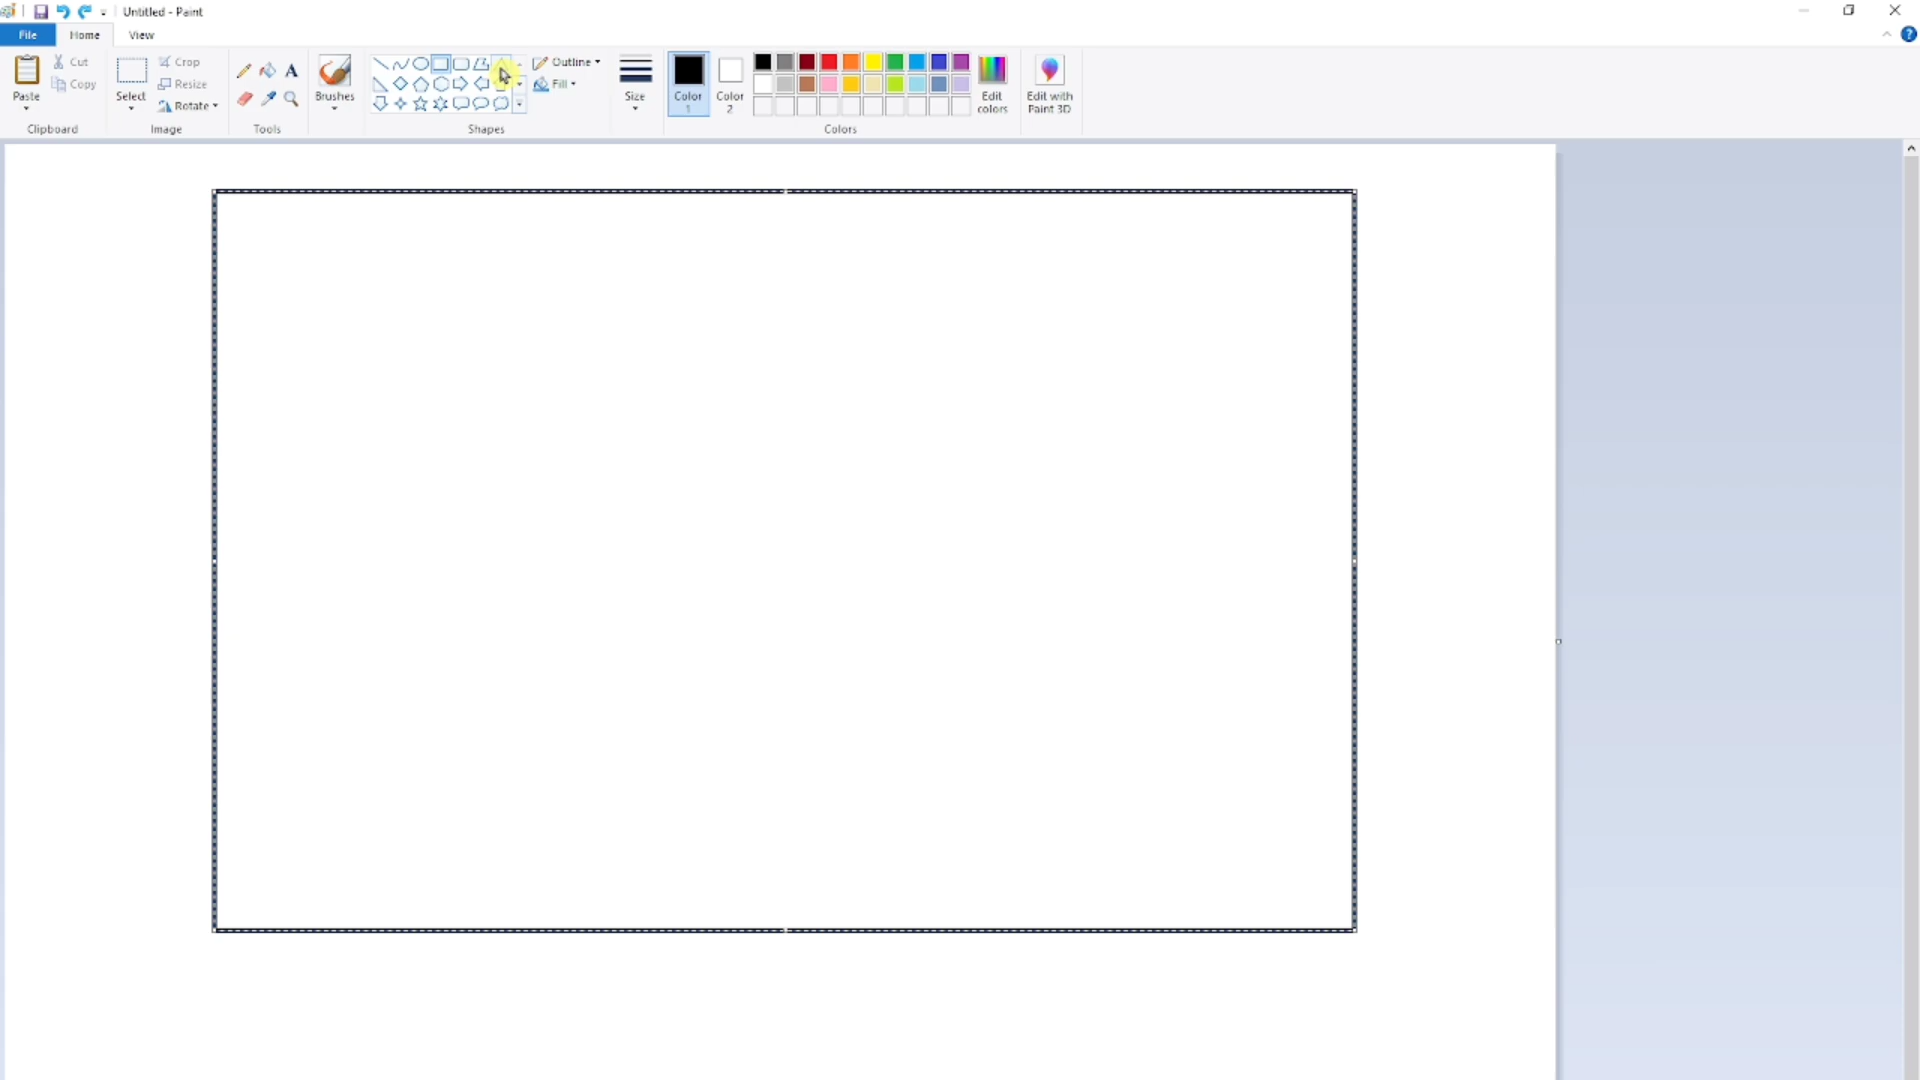 Untitled - Paint
File Home View
Paste
Cut
Copy
Clipboard
Select
Crop
Resize
Rotate
Image
A
Tools
Brushes
Outline
Fill
Shapes
Size
Color
1
Color
2
Edit
colors
Colors
Edit with
Paint 3D
?